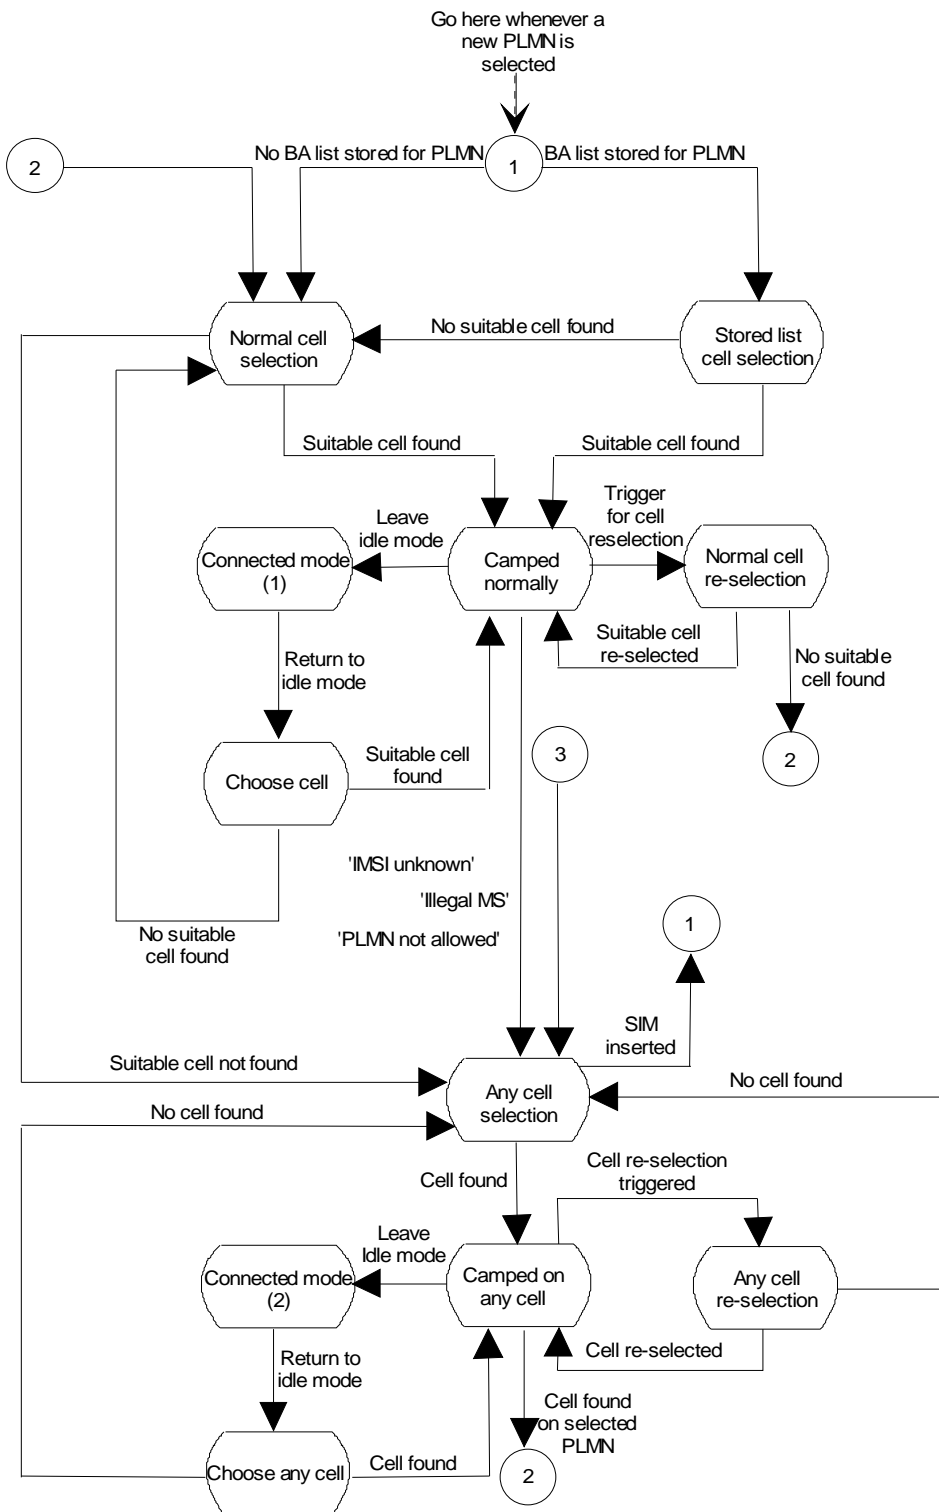 Go here whenever a
new PLMN is
selected
2
No BA list stored for PLMN
1
BA list stored for PLMN
Normal cell
selection
No suitable cell found
Stored list
cell selection
Suitable cell found
Suitable cell found
Leave
idle mode
Trigger
for cell
reselection
Connected mode
(1)
Camped
normally
Normal cell
re-selection
Suitable cell
re-selected
Return to
idle mode
No suitable
cell found
Choose cell
Suitable cell
found
3
2
'IMSI unknown'
'Illegal MS'
'PLMN not allowed'
No suitable
cell found
1
SIM
inserted
Suitable cell not found
Any cell
selection
No cell found
No cell found
Cell found
Cell re-selection
triggered
Leave
Idle mode
Connected mode
(2)
Camped on
any cell
Any cell
re-selection
Return to
idle mode
Cell re-selected
Cell found
on selected
PLMN
Choose any cell
Cell found
2